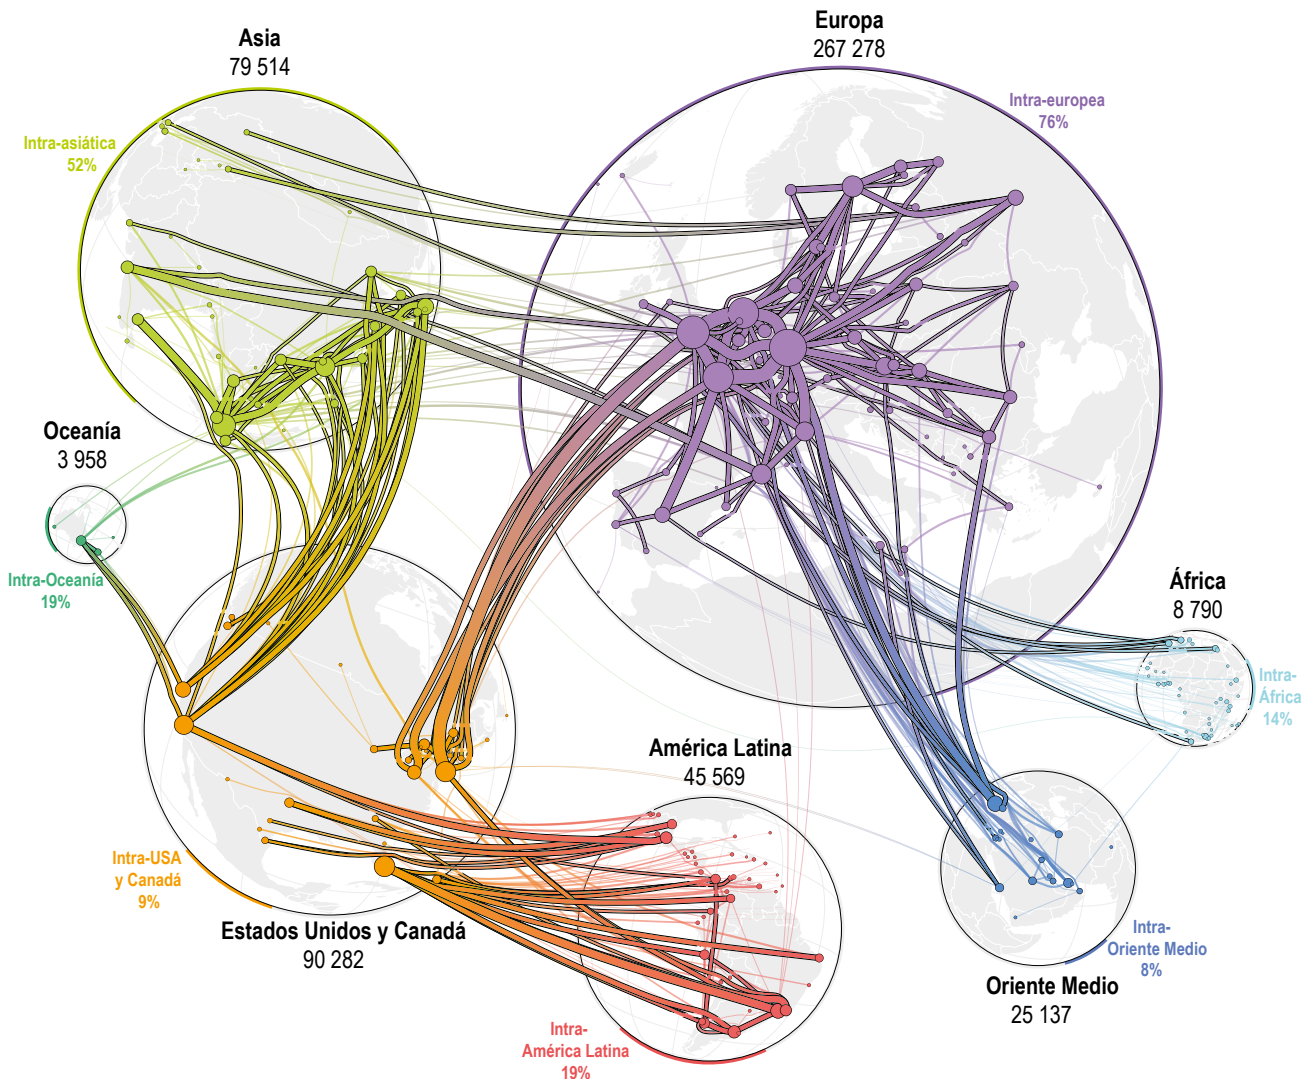 Europa
267 278
Asia
79 514
Intra-europea
76%
Intra-asiática
52%
Oceanía
3 958
Intra-Oceanía
19%
África
8 790
Intra-
África
14%
América Latina
45 569
Intra-USA
y Canadá
9%
Estados Unidos y Canadá
90 282
Intra-
Oriente Medio
8%
Oriente Medio
25 137
Intra-
América Latina
19%